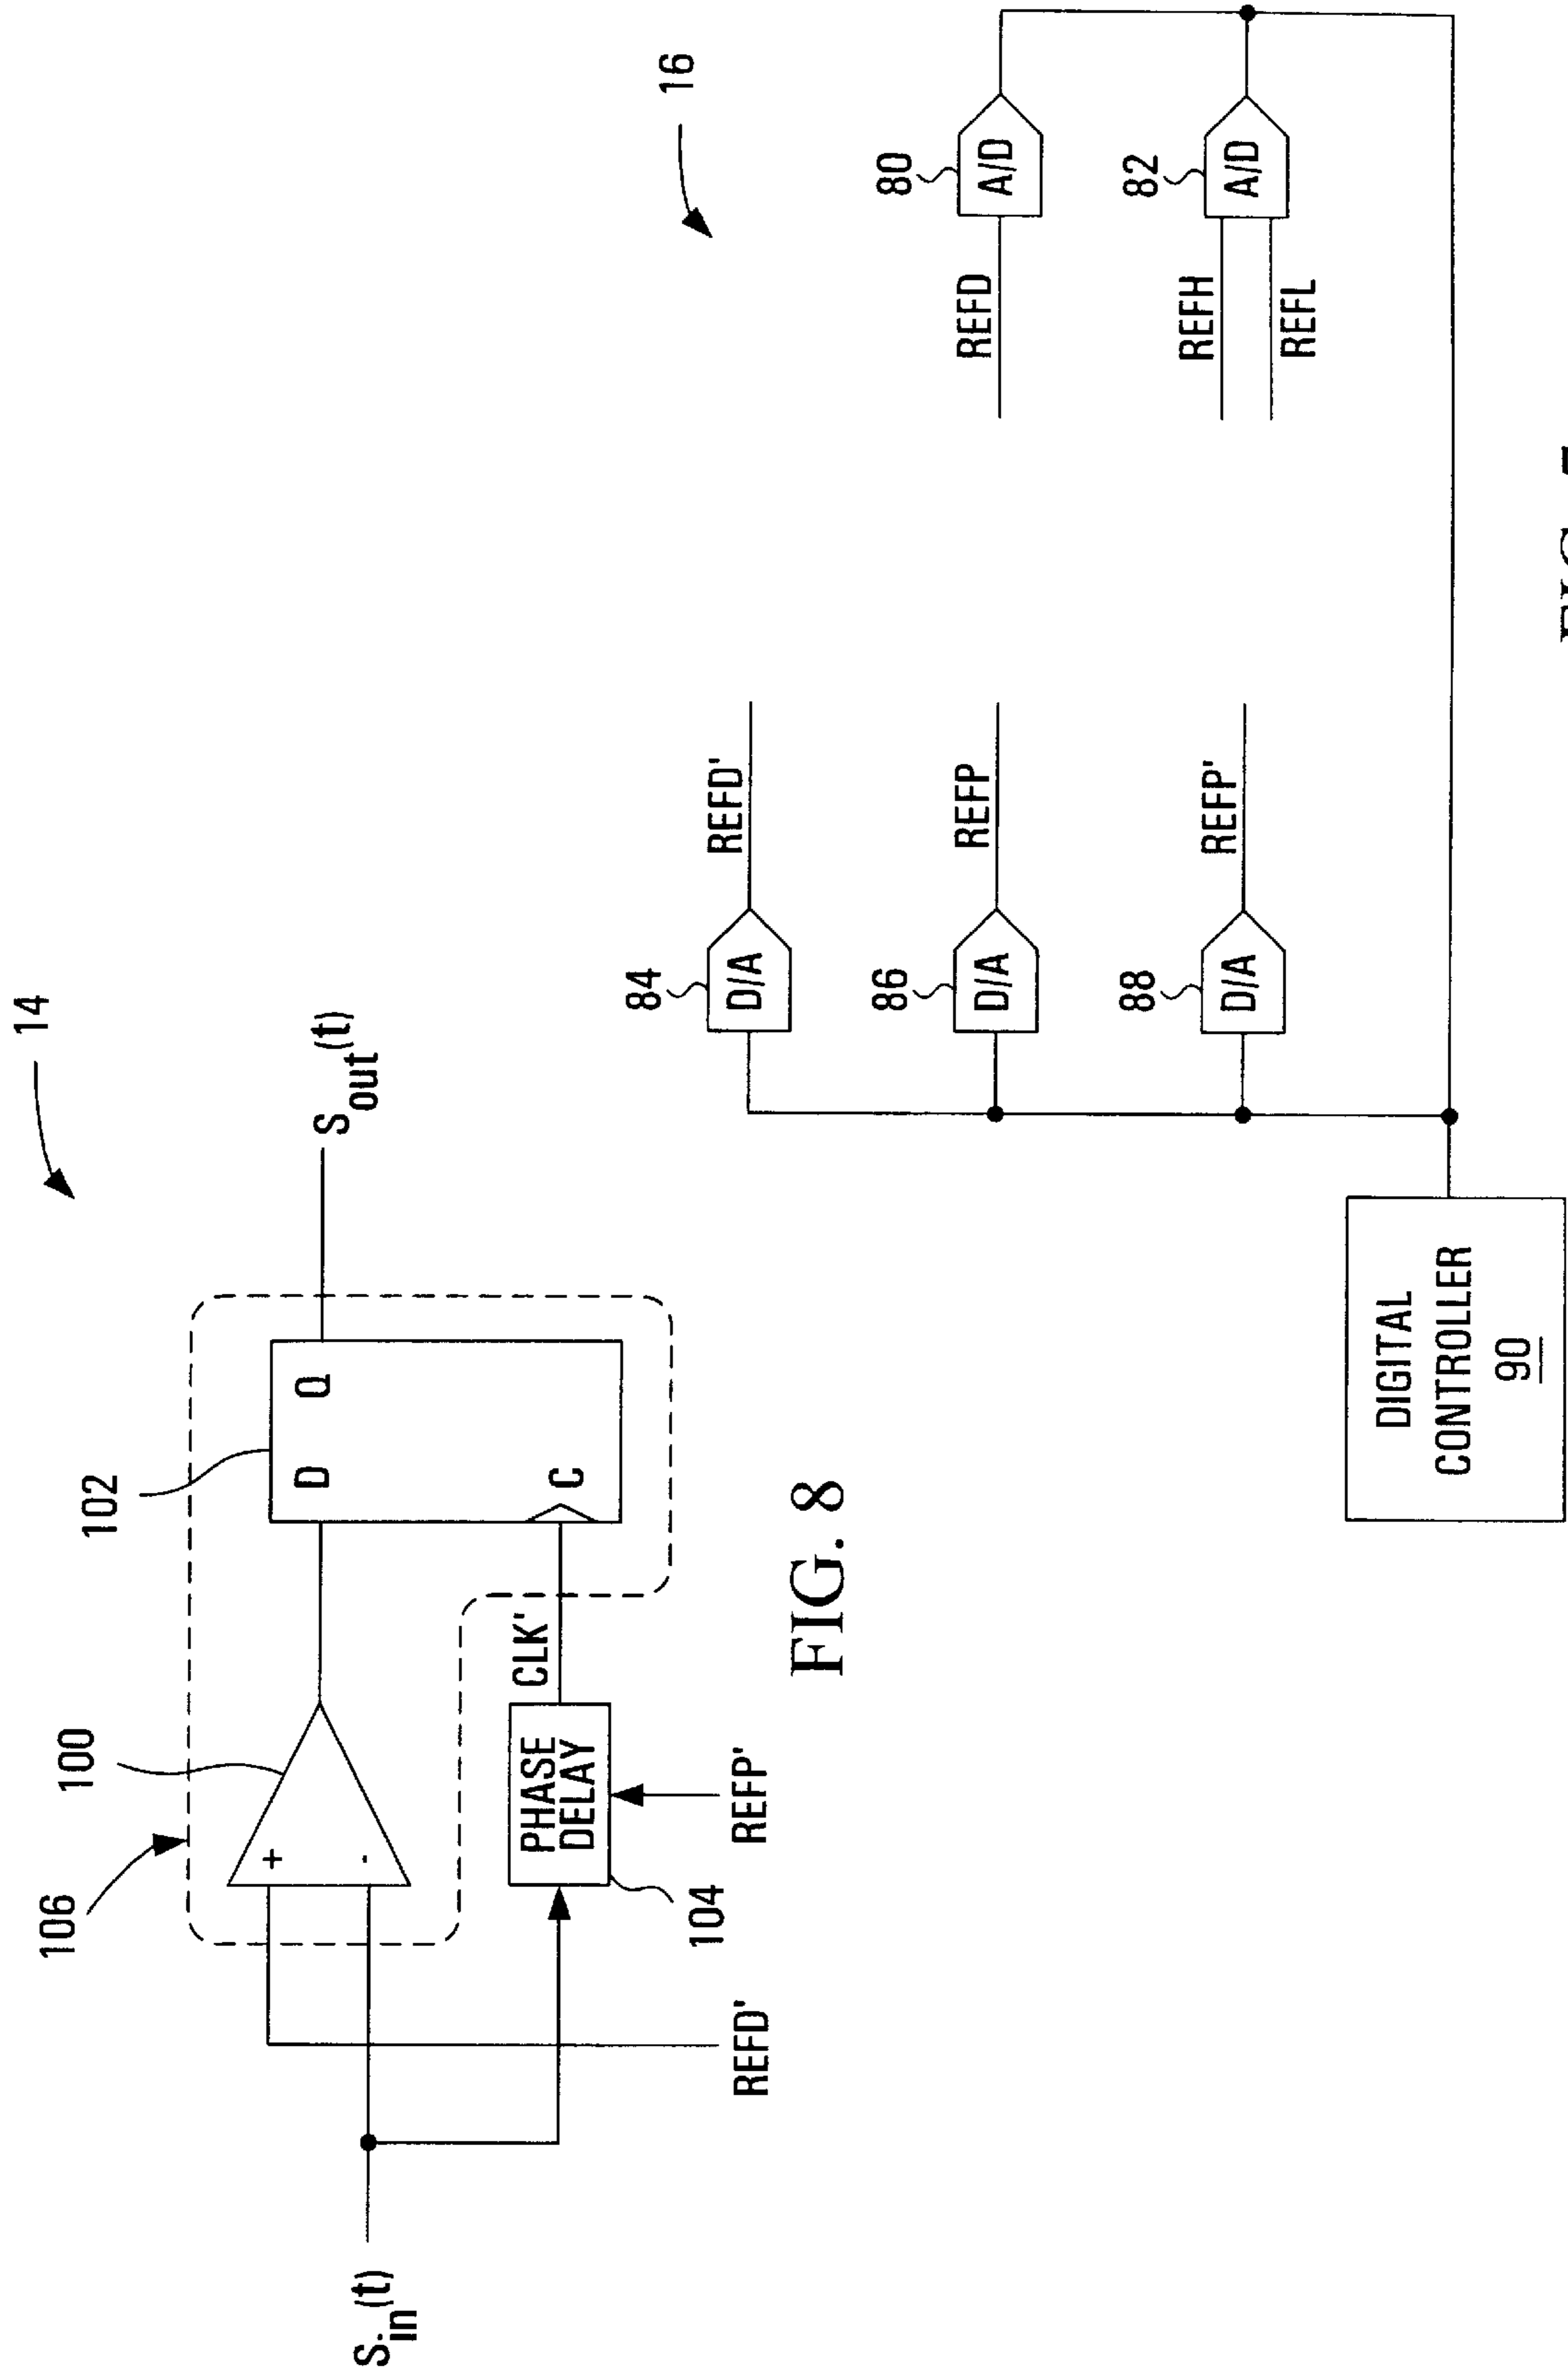 14
106
100
102
+
-
D
Q
C
S_in(t)
S_out(t)
PHASE
DELAY
CLK'
104
REFD'
REFP'
FIG. 8
16
84
D/A
REFD'
86
D/A
REFP
88
D/A
REFP'
80
A/D
REFD
82
A/D
REFH
REFL
DIGITAL
CONTROLLER
90